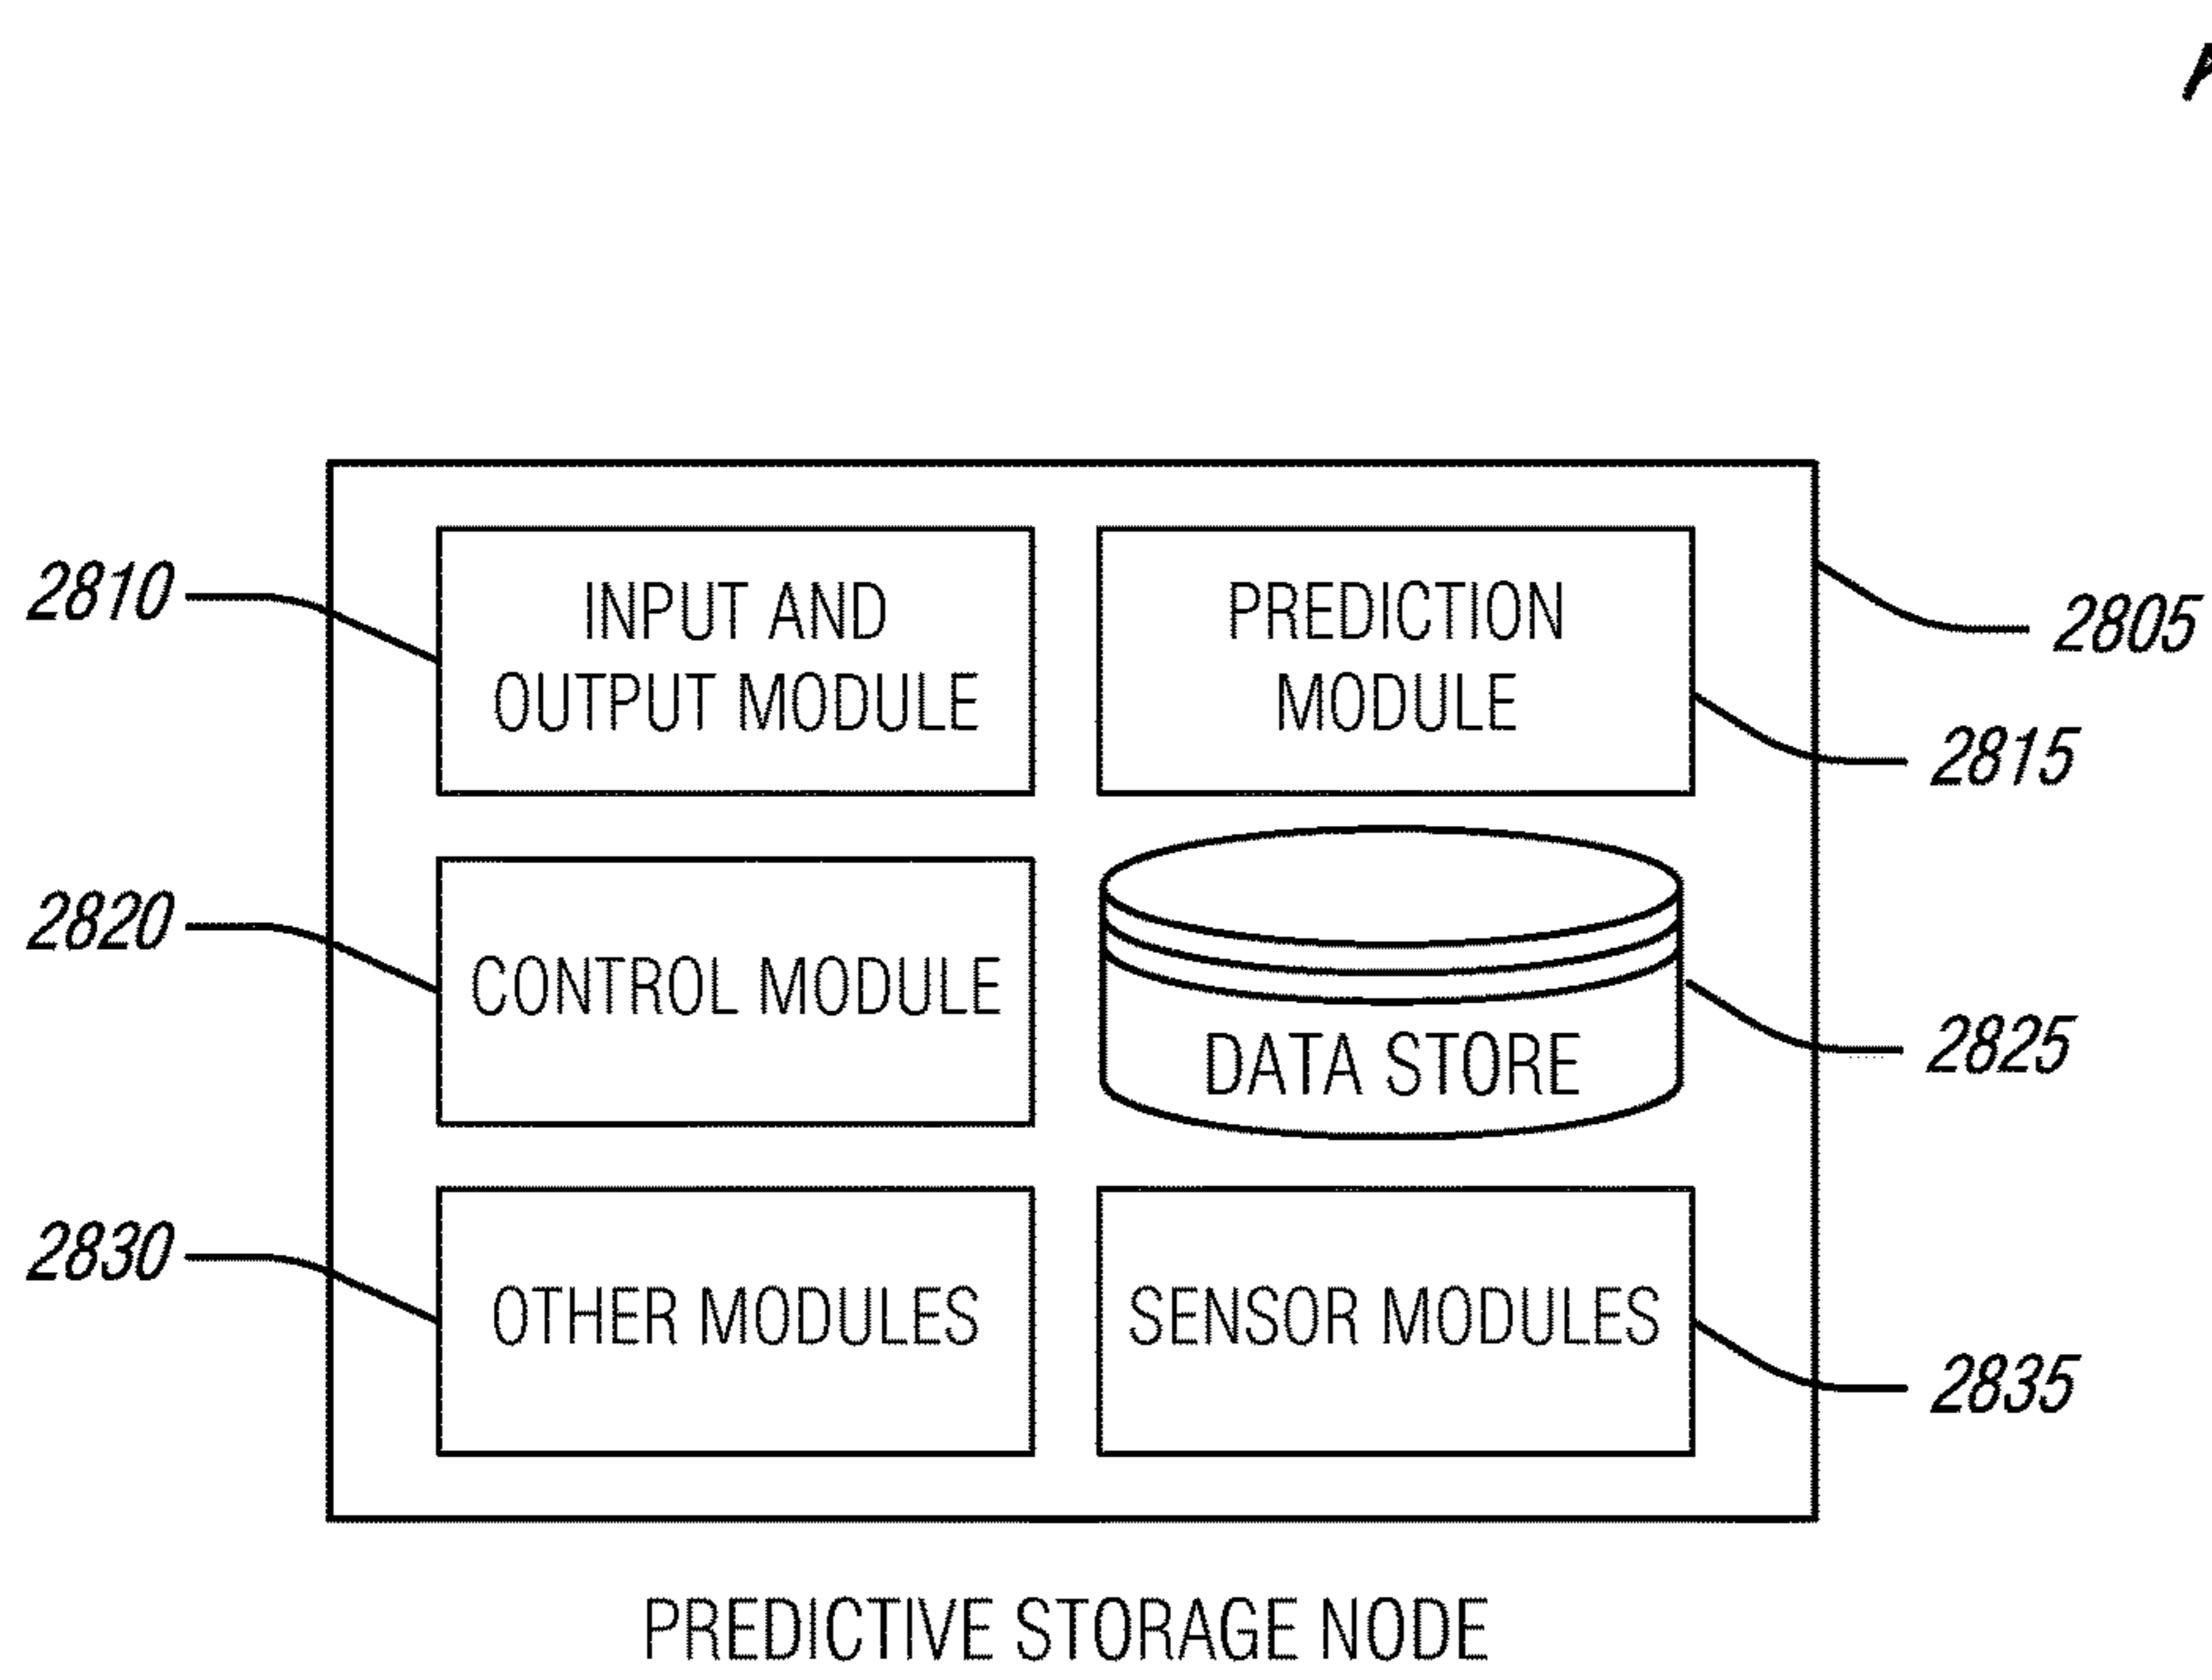 2810
INPUT AND
OUTPUT MODULE
PREDICTION
MODULE
2805
2815
2820
CONTROL MODULE
DATA STORE
2825
2830
OTHER MODULES
SENSOR MODULES
2835
PREDICTIVE STORAGE NODE